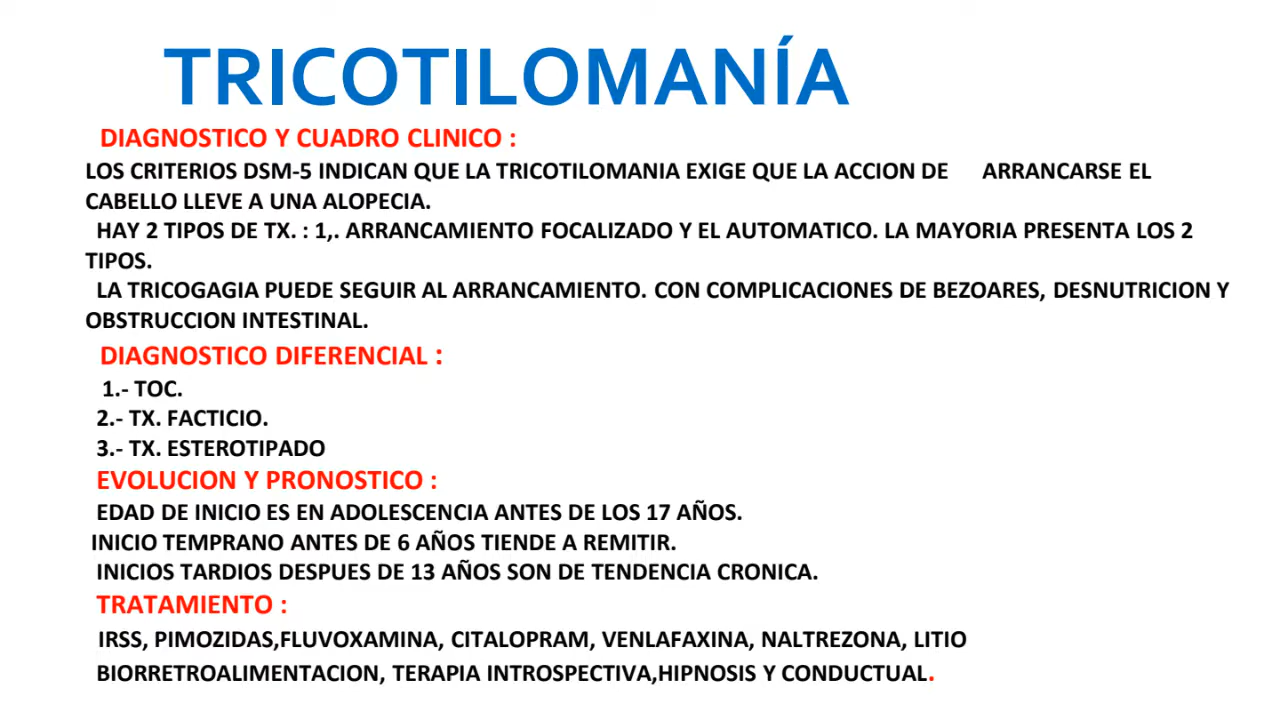 TRICOTILOMANÍA
DIAGNOSTICO Y CUADRO CLINICO :
LOS CRITERIOS DSM-5 INDICAN QUE LA TRICOTILOMANIA EXIGE QUE LA ACCION DE ARRANCARSE EL
CABELLO LLEVE A UNA ALOPECIA.
HAY 2 TIPOS DE TX. : 1,. ARRANCAMIENTO FOCALIZADO Y EL AUTOMATICO. LA MAYORIA PRESENTA LOS 2
TIPOS.
LA TRICOGAGIA PUEDE SEGUIR AL ARRANCAMIENTO. CON COMPLICACIONES DE BEZOARES, DESNUTRICION Y
OBSTRUCCION INTESTINAL.
DIAGNOSTICO DIFERENCIAL :
1.- TOC.
2.- TX. FACTICIO.
3.- TX. ESTEROTIPADO
EVOLUCION Y PRONOSTICO :
EDAD DE INICIO ES EN ADOLESCENCIA ANTES DE LOS 17 AÑOS.
INICIO TEMPRANO ANTES DE 6 AÑOS TIENDE A REMITIR.
INICIOS TARDIOS DESPUES DE 13 AÑOS SON DE TENDENCIA CRONICA.
TRATAMIENTO :
IRSS, PIMOZIDAS,FLUVOXAMINA, CITALOPRAM, VENLAFAXINA, NALTREZONA, LITIO
BIORRETROALIMENTACION, TERAPIA INTROSPECTIVA,HIPNOSIS Y CONDUCTUAL.